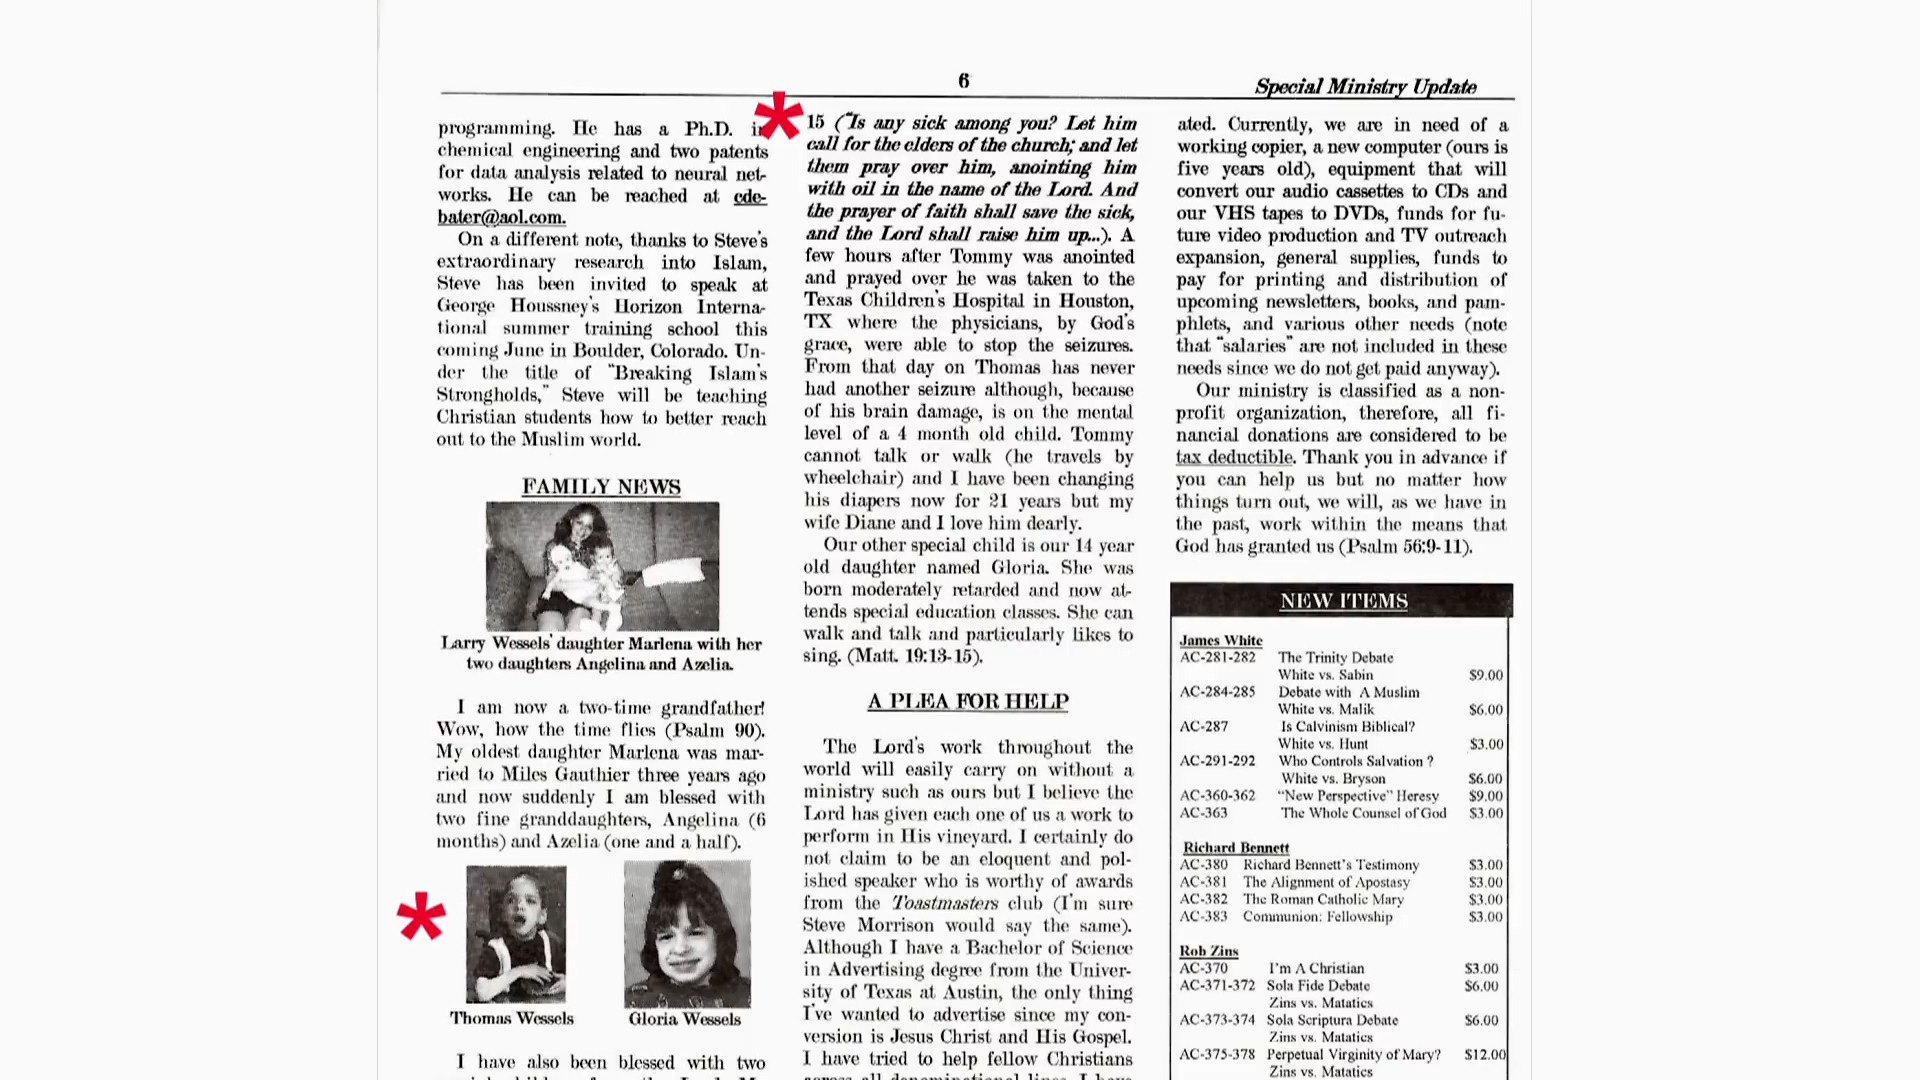 6
Special Ministry Update
programming. He has a Ph.D. in
chemical engineering and two patents
for data analysis related to neural net-
works. He can be reached at cde-
bater@aol.com.
On a different note, thanks to Steve's
extraordinary research into Islam,
Steve has been invited to speak at
George Houssney's Horizon Interna-
tional summer training school this
coming June in Boulder, Colorado. Un-
der the title of "Breaking Islam's
Strongholds," Steve will be teaching
Christian students how to better reach
out to the Muslim world.
FAMILY NEWS
Larry Wessels' daughter Marlena with her
two daughters Angelina and Azelia.
I am now a two-time grandfather!
Wow, how the time flies (Psalm 90).
My oldest daughter Marlena was mar-
ried to Miles Gauthier three years ago
and now suddenly I am blessed with
two fine granddaughters, Angelina (6
months) and Azelia (one and a half).
Thomas Wessels
Gloria Wessels
I have also been blessed with two
15 ("Is any sick among you? Let him
call for the elders of the church; and let
them pray over him, anointing him
with oil in the name of the Lord. And
the prayer of faith shall save the sick,
and the Lord shall raise him up...). A
few hours after Tommy was anointed
and prayed over he was taken to the
Texas Children's Hospital in Houston,
TX where the physicians, by God's
grace, were able to stop the seizures.
From that day on Thomas has never
had another seizure although, because
of his brain damage, is on the mental
level of a 4 month old child. Tommy
cannot talk or walk (he travels by
wheelchair) and I have been changing
his diapers now for 21 years but my
wife Diane and I love him dearly.
Our other special child is our 14 year
old daughter named Gloria. She was
born moderately retarded and now at-
tends special education classes. She can
walk and talk and particularly likes to
sing. (Matt. 19:13-15).
A PLEA FOR HELP
The Lord's work throughout the
world will easily carry on without a
ministry such as ours but I believe the
Lord has given each one of us a work to
perform in His vineyard. I certainly do
not claim to be an eloquent and pol-
ished speaker who is worthy of awards
from the Toastmasters club (I'm sure
Steve Morrison would say the same).
Although I have a Bachelor of Science
in Advertising degree from the Univer-
sity of Texas at Austin, the only thing
I've wanted to advertise since my con-
version is Jesus Christ and His Gospel.
I have tried to help fellow Christians
ated. Currently, we are in need of a
working copier, a new computer (ours is
five years old), equipment that will
convert our audio cassettes to CDs and
our VHS tapes to DVDs, funds for fu-
ture video production and TV outreach
expansion, general supplies, funds to
pay for printing and distribution of
upcoming newsletters, books, and pam-
phlets, and various other needs (note
that "salaries" are not included in these
needs since we do not get paid anyway).
Our ministry is classified as a non-
profit organization, therefore, all fi-
nancial donations are considered to be
tax deductible. Thank you in advance if
you can help us but no matter how
things turn out, we will, as we have in
the past, work within the means that
God has granted us (Psalm 56:9-11).
NEW ITEMS
James White
AC-281-282 The Trinity Debate
White vs. Sabin $9.00
AC-284-285 Debate with A Muslim
White vs. Malik $6.00
AC-287 Is Calvinism Biblical?
White vs. Hunt $3.00
AC-291-292 Who Controls Salvation ?
White vs. Bryson $6.00
AC-360-362 "New Perspective" Heresy $9.00
AC-363 The Whole Counsel of God $3.00
Richard Bennett
AC-380 Richard Bennett's Testimony $3.00
AC-381 The Alignment of Apostasy $3.00
AC-382 The Roman Catholic Mary $3.00
AC-383 Communion: Fellowship $3.00
Rob Zins
AC-370 I'm A Christian $3.00
AC-371-372 Sola Fide Debate $6.00
Zins vs. Matatics
AC-373-374 Sola Scriptura Debate $6.00
Zins vs. Matatics
AC-375-378 Perpetual Virginity of Mary? $12.00
Zins vs. Matatics